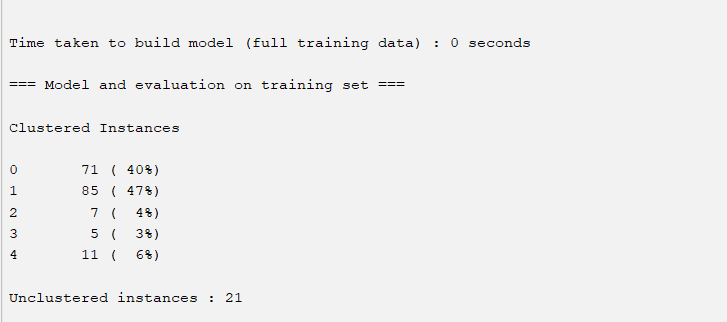 Time taken to build model (full training data) : 0 seconds
=== Model and evaluation on training set ===
Clustered Instances
0       71 ( 40%)
1       85 ( 47%)
2        7 (  4%)
3        5 (  3%)
4       11 (  6%)
Unclustered instances : 21